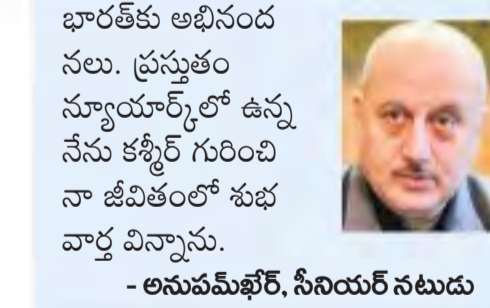 భారత్‌కు అభినంద
నలు. ప్రస్తుతం
న్యూయార్క్‌లో ఉన్న
నేను కశ్మీర్ గురించి
నా జీవితంలో శుభ
వార్త విన్నాను.
- అనుపమ్‌ఖేర్, సీనియర్ నటుడు